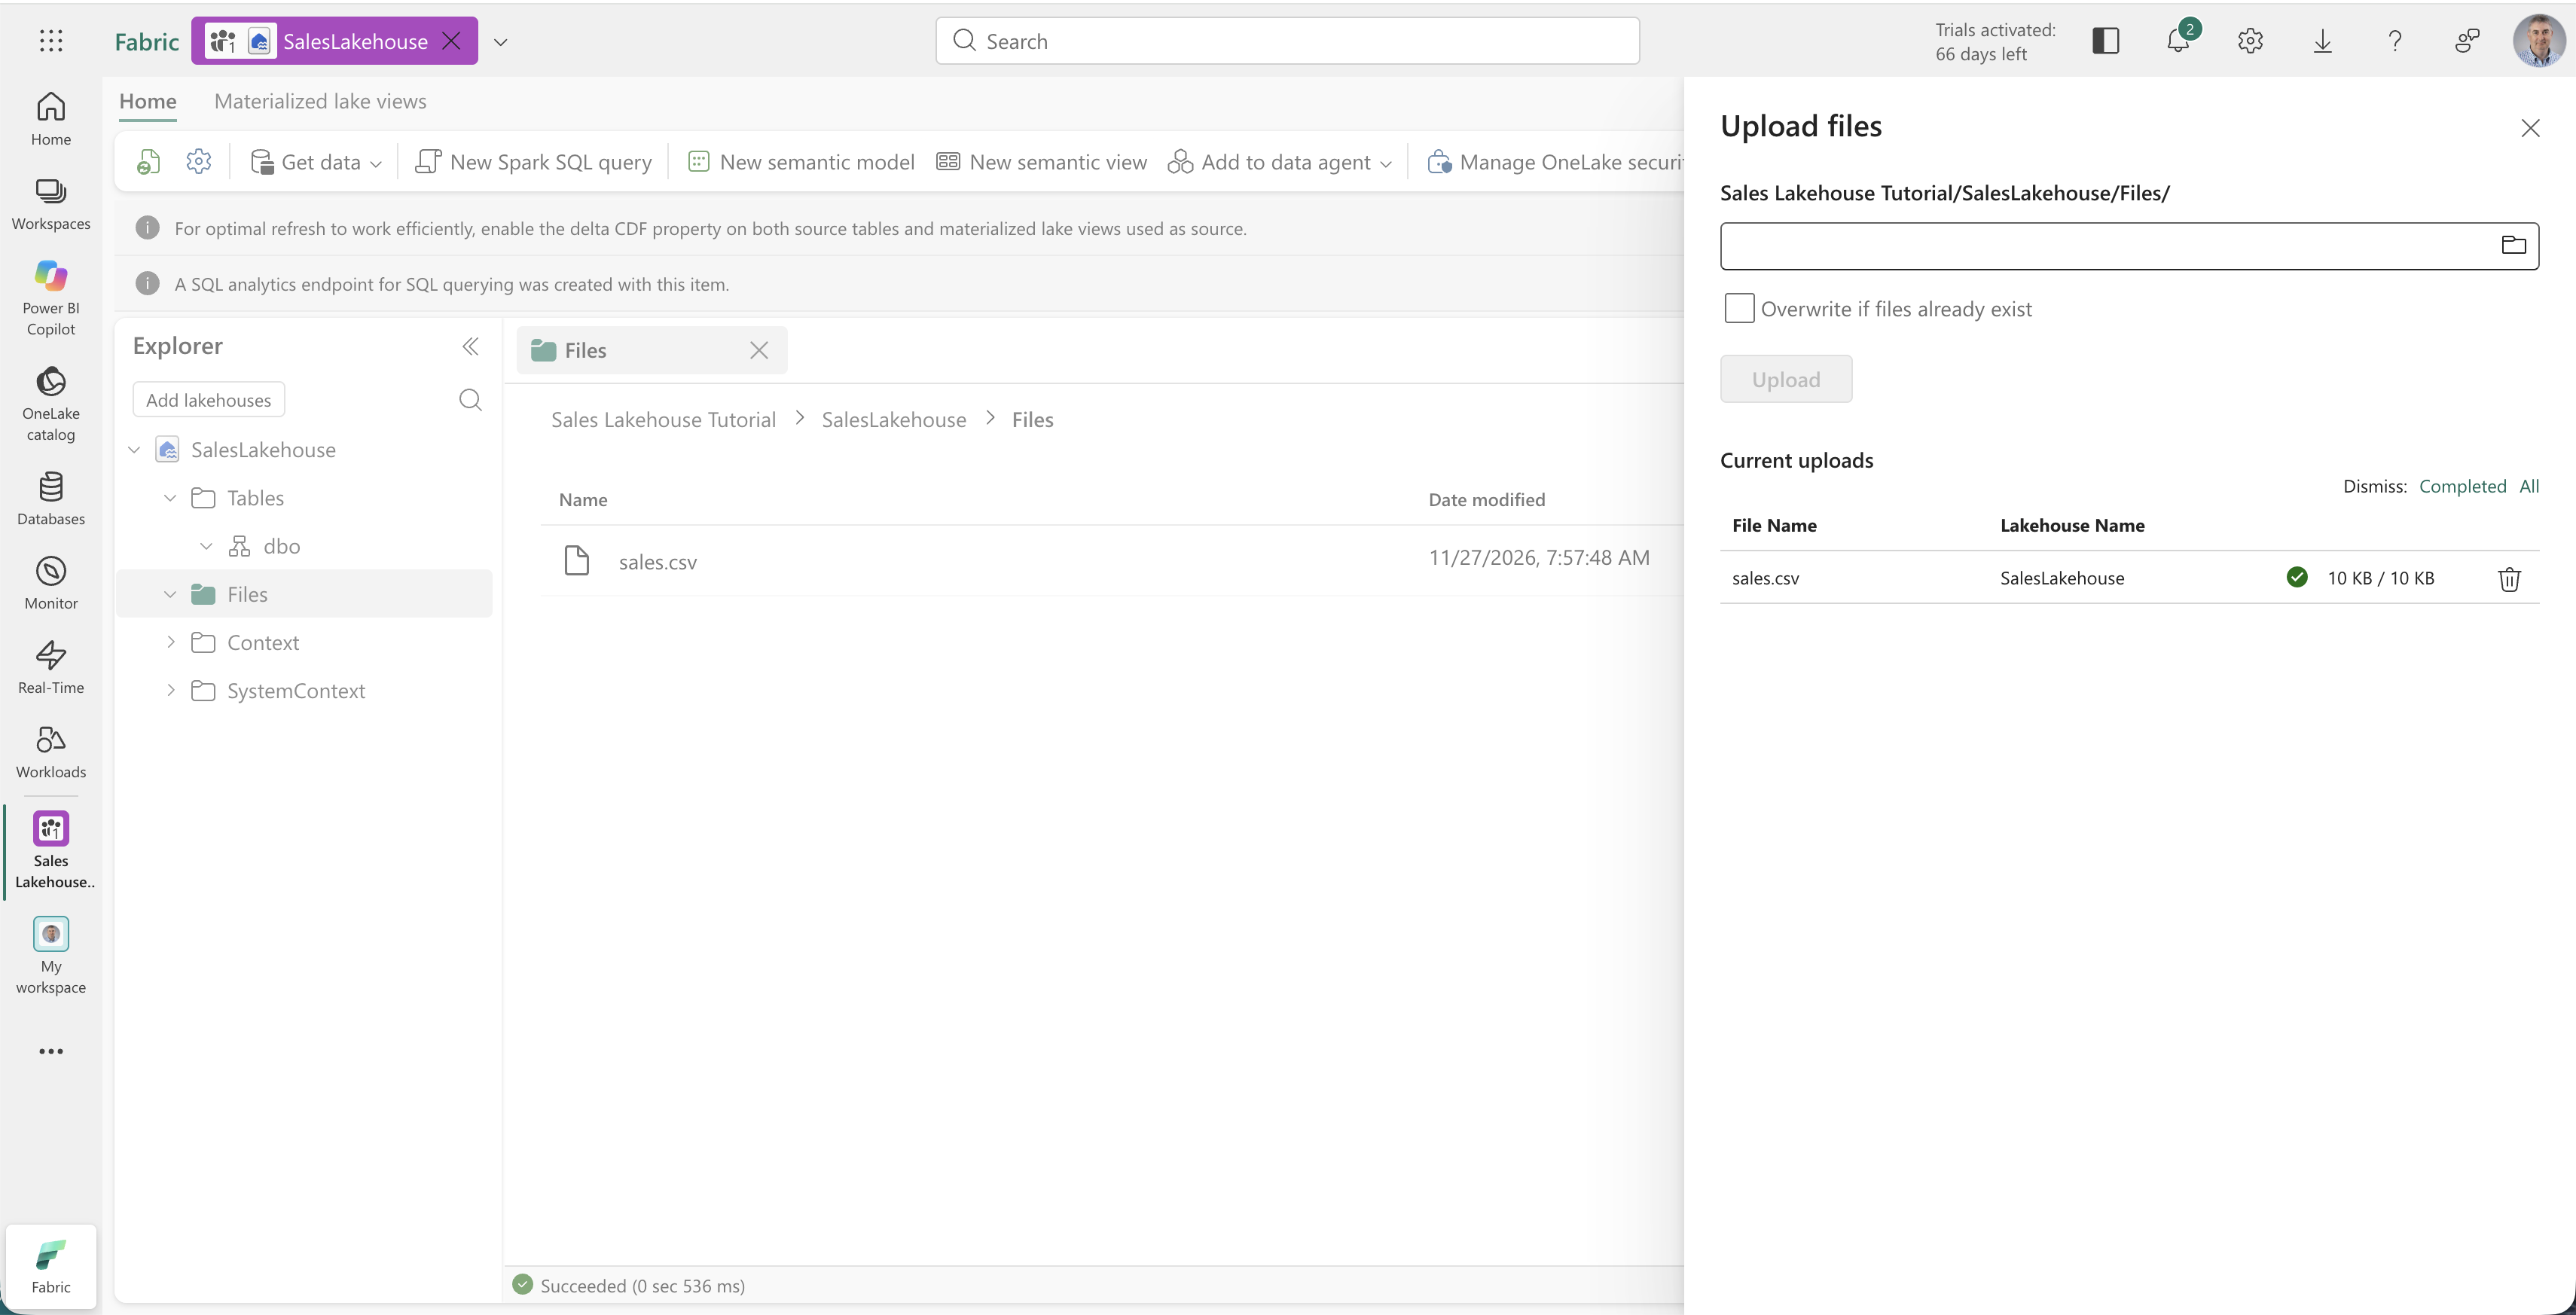 Fabric
1
SalesLakehouse
Search
Trials activated:
66 days left
2
Home
Workspaces
Power BI
Copilot
OneLake
catalog
Databases
Monitor
Real-Time
Workloads
1
Sales
Lakehouse..
My
workspace
Fabric
Home
Materialized lake views
Get data
New Spark SQL query
New semantic model
New semantic view
Add to data agent
Manage OneLake securit
For optimal refresh to work efficiently, enable the delta CDF property on both source tables and materialized lake views used as source.
A SQL analytics endpoint for SQL querying was created with this item.
Explorer
Add lakehouses
SalesLakehouse
Tables
dbo
Files
Context
SystemContext
Files
Sales Lakehouse Tutorial > SalesLakehouse > Files
Name Date modified
sales.csv 11/27/2026, 7:57:48 AM
Succeeded (0 sec 536 ms)
Upload files
Sales Lakehouse Tutorial/SalesLakehouse/Files/
Overwrite if files already exist
Upload
Current uploads
Dismiss: Completed All
File Name Lakehouse Name
sales.csv SalesLakehouse 10 KB / 10 KB